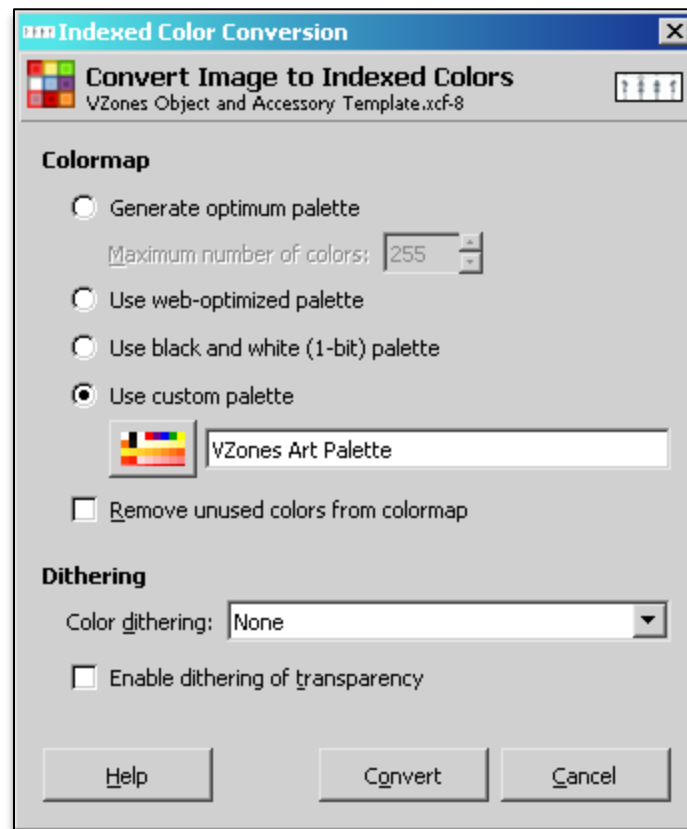 Indexed Color Conversion
Convert Image to Indexed Colors
VZones Object and Accessory Template.xcf-8
Colormap
Generate optimum palette
Maximum number of colors: 255
Use web-optimized palette
Use black and white (1-bit) palette
Use custom palette
VZones Art Palette
Remove unused colors from colormap
Dithering
Color dithering: None
Enable dithering of transparency
Help Convert Cancel